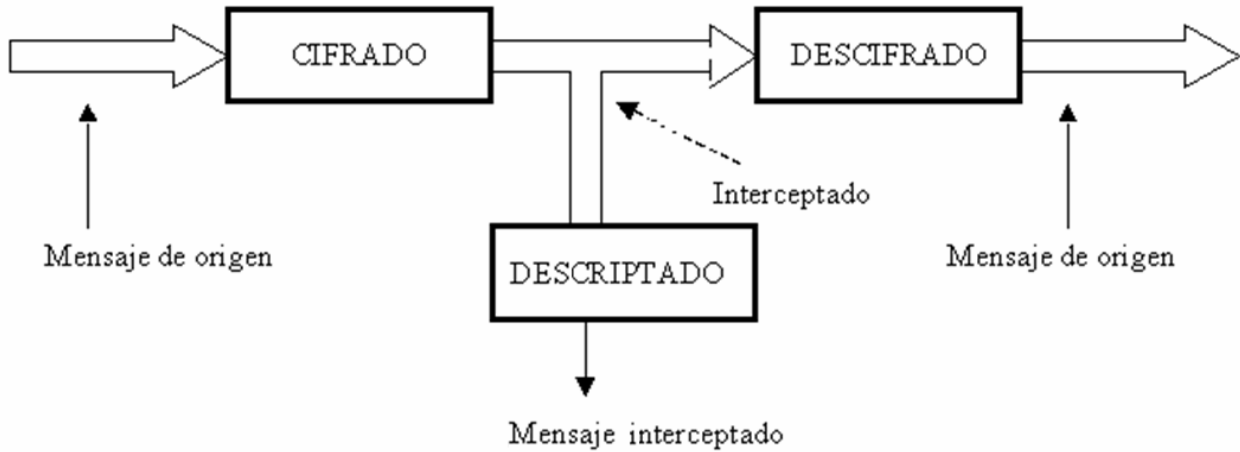 CIFRADO
DESCIFRADO
Interceptado
Mensaje de origen
Mensaje de origen
DESCRIPTADO
Mensaje interceptado